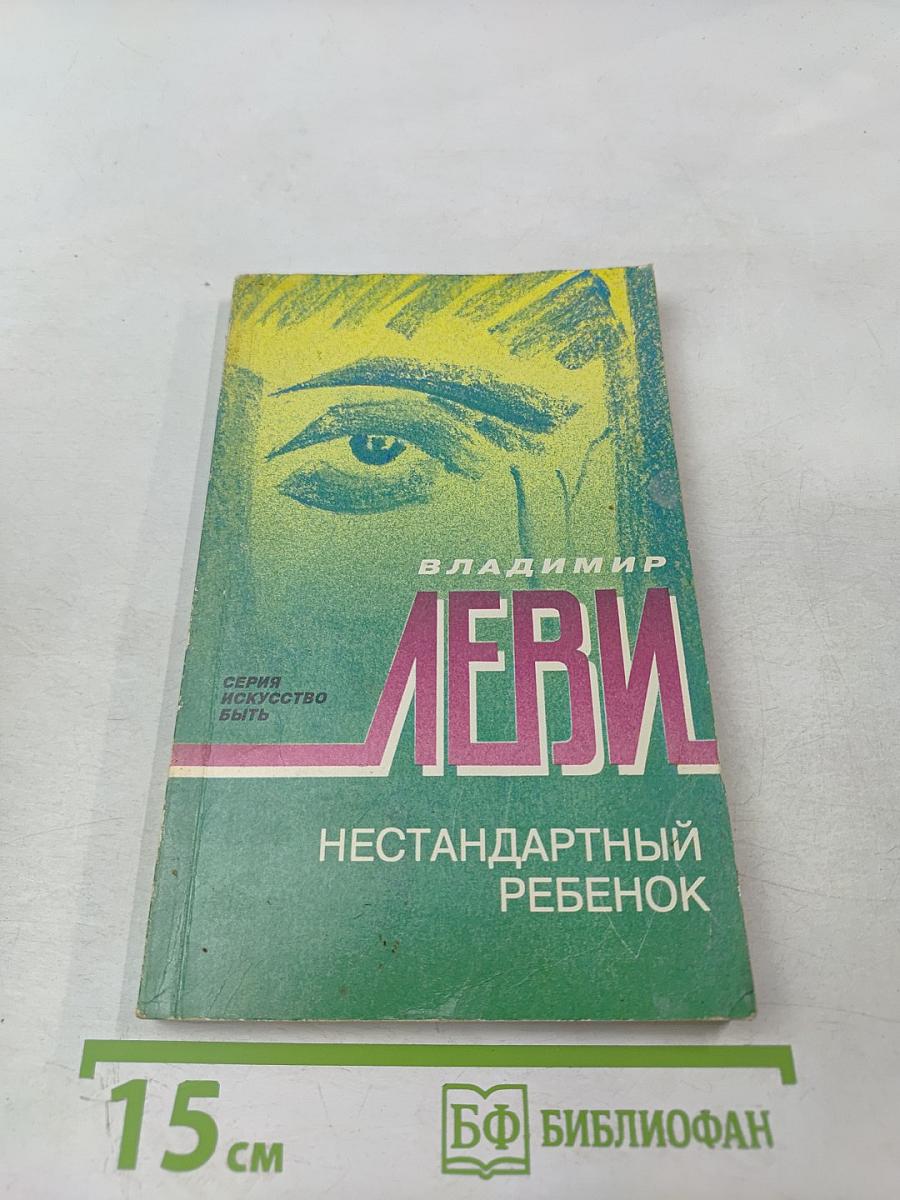 ВЛАДИМИР
ЛЕВИ
СЕРИЯ
ИСКУССТВО
БЫТЬ
НЕСТАНДАРТНЫЙ
РЕБЕНОК
15 см
БФ БИБЛИОФАН